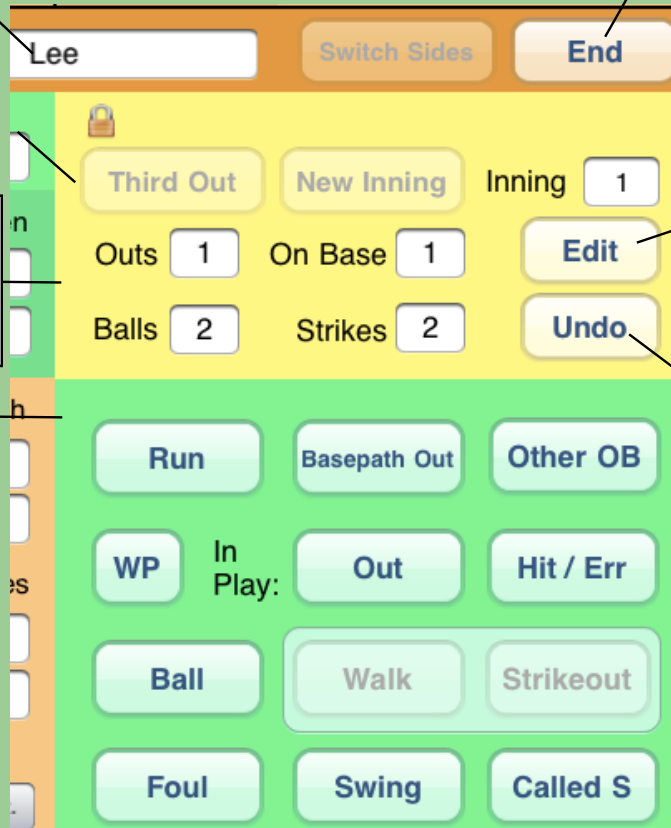 Lee Switch Sides End
Third Out New Inning Inning 1
Outs 1 On Base 1 Edit
Balls 2 Strikes 2 Undo
Run Basepath Out Other OB
WP In Play: Out Hit / Err
Ball Walk Strikeout
Foul Swing Called S